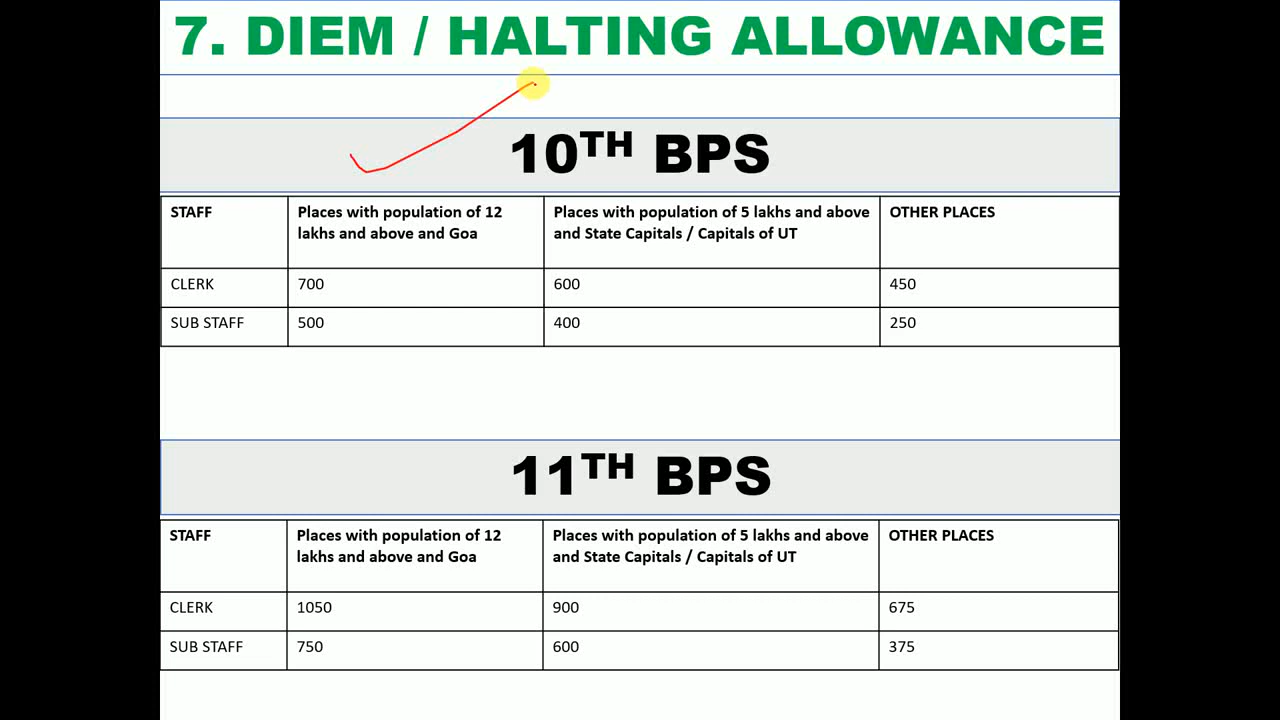 7. DIEM / HALTING ALLOWANCE
10TH BPS
STAFF
Places with population of 12
lakhs and above and Goa
Places with population of 5 lakhs and above
and State Capitals / Capitals of UT
OTHER PLACES
CLERK 700 600 450
SUB STAFF 500 400 250
11TH BPS
STAFF
Places with population of 12
lakhs and above and Goa
Places with population of 5 lakhs and above
and State Capitals / Capitals of UT
OTHER PLACES
CLERK 1050 900 675
SUB STAFF 750 600 375